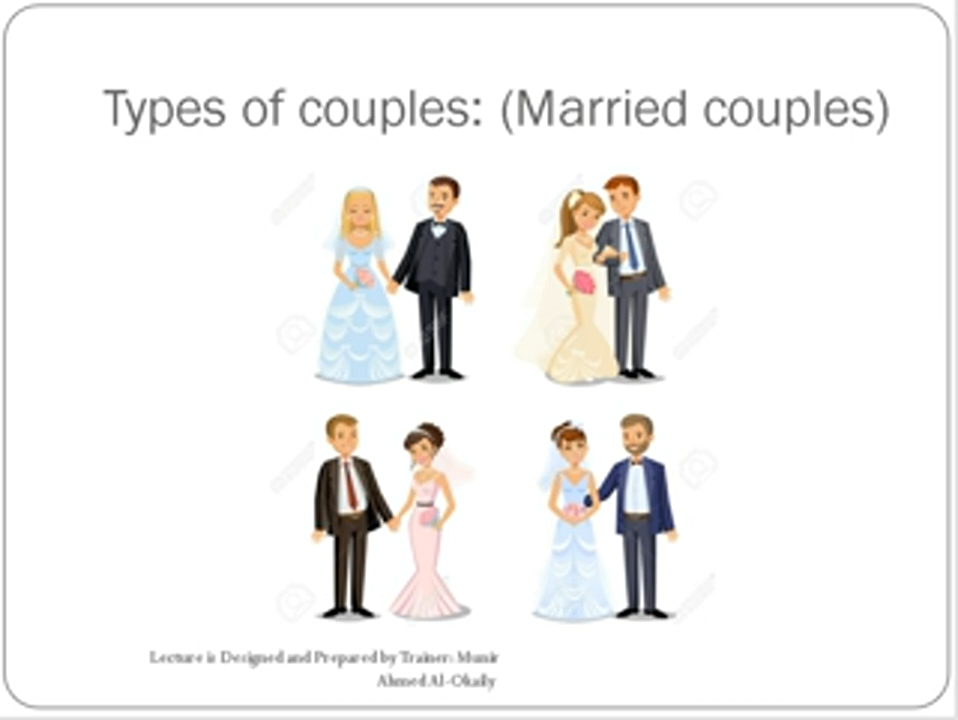 Types of couples: (Married couples)
Lecture is Designed and Prepared by Trainer: Munir
Ahmed Al-Okaily